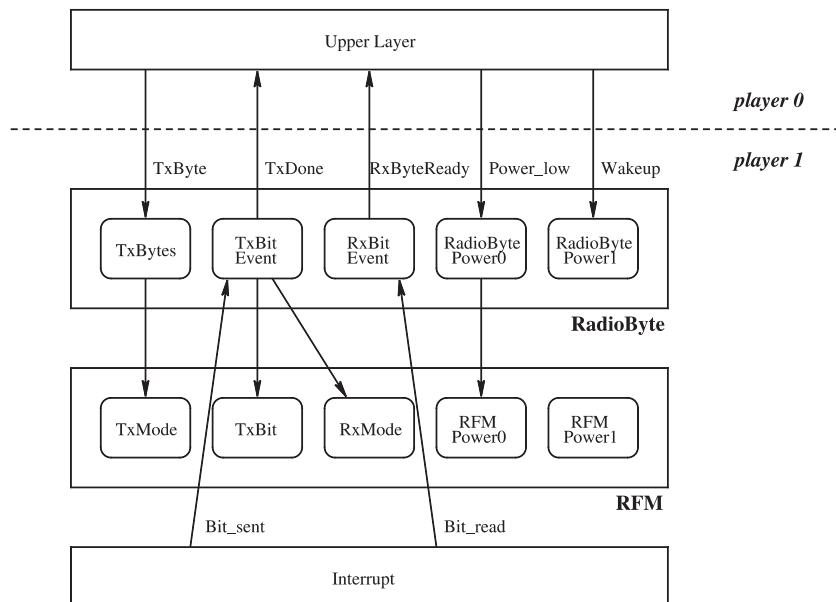 Upper Layer
player 0
player 1
TxByte
TxDone
RxByteReady
Power_low
Wakeup
TxBytes
TxBit
Event
RxBit
Event
RadioByte
Power0
RadioByte
Power1
RadioByte
TxMode
TxBit
RxMode
RFM
Power0
RFM
Power1
RFM
Bit_sent
Bit_read
Interrupt